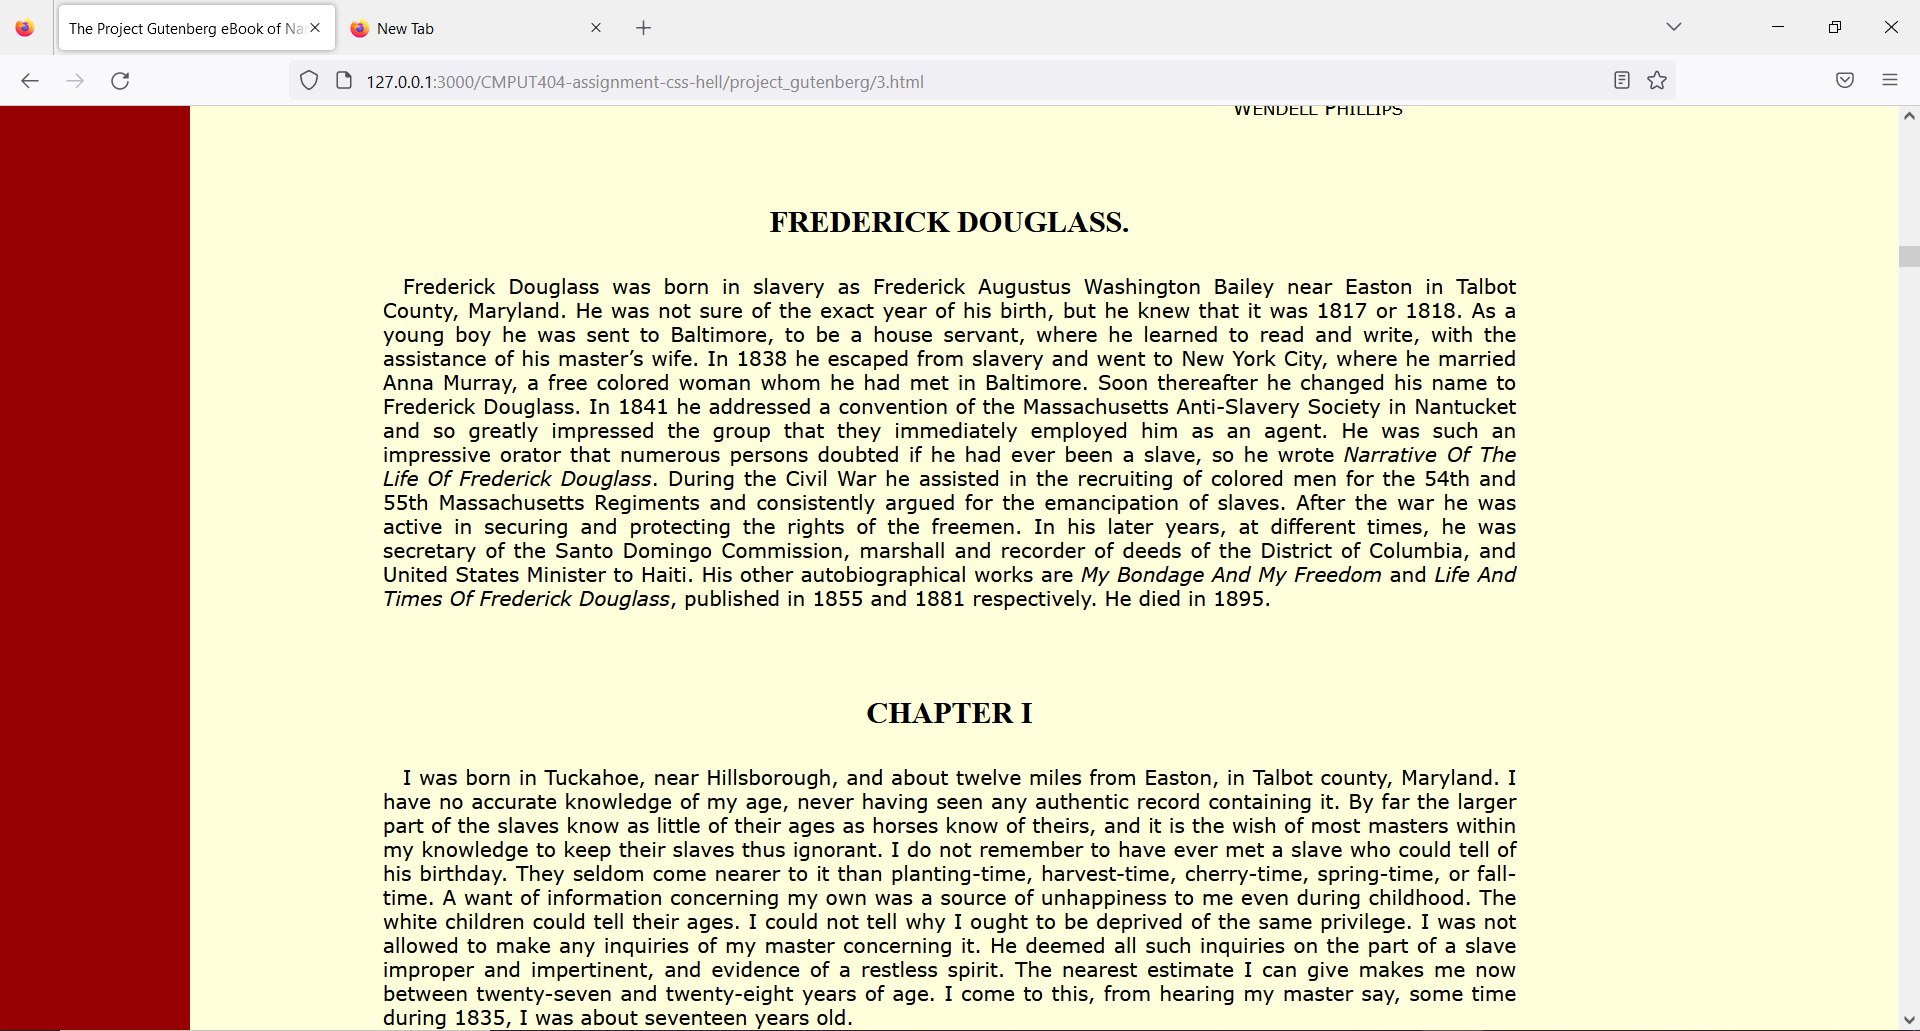 The Project Gutenberg eBook of Na
New Tab
127.0.0.1:3000/CMPUT404-assignment-css-hell/project_gutenberg/3.html
WENDELL PHILLIPS
FREDERICK DOUGLASS.
Frederick Douglass was born in slavery as Frederick Augustus Washington Bailey near Easton in Talbot
County, Maryland. He was not sure of the exact year of his birth, but he knew that it was 1817 or 1818. As a
young boy he was sent to Baltimore, to be a house servant, where he learned to read and write, with the
assistance of his master’s wife. In 1838 he escaped from slavery and went to New York City, where he married
Anna Murray, a free colored woman whom he had met in Baltimore. Soon thereafter he changed his name to
Frederick Douglass. In 1841 he addressed a convention of the Massachusetts Anti-Slavery Society in Nantucket
and so greatly impressed the group that they immediately employed him as an agent. He was such an
impressive orator that numerous persons doubted if he had ever been a slave, so he wrote Narrative Of The
Life Of Frederick Douglass. During the Civil War he assisted in the recruiting of colored men for the 54th and
55th Massachusetts Regiments and consistently argued for the emancipation of slaves. After the war he was
active in securing and protecting the rights of the freemen. In his later years, at different times, he was
secretary of the Santo Domingo Commission, marshall and recorder of deeds of the District of Columbia, and
United States Minister to Haiti. His other autobiographical works are My Bondage And My Freedom and Life And
Times Of Frederick Douglass, published in 1855 and 1881 respectively. He died in 1895.
CHAPTER I
I was born in Tuckahoe, near Hillsborough, and about twelve miles from Easton, in Talbot county, Maryland. I
have no accurate knowledge of my age, never having seen any authentic record containing it. By far the larger
part of the slaves know as little of their ages as horses know of theirs, and it is the wish of most masters within
my knowledge to keep their slaves thus ignorant. I do not remember to have ever met a slave who could tell of
his birthday. They seldom come nearer to it than planting-time, harvest-time, cherry-time, spring-time, or fall-
time. A want of information concerning my own was a source of unhappiness to me even during childhood. The
white children could tell their ages. I could not tell why I ought to be deprived of the same privilege. I was not
allowed to make any inquiries of my master concerning it. He deemed all such inquiries on the part of a slave
improper and impertinent, and evidence of a restless spirit. The nearest estimate I can give makes me now
between twenty-seven and twenty-eight years of age. I come to this, from hearing my master say, some time
during 1835, I was about seventeen years old.